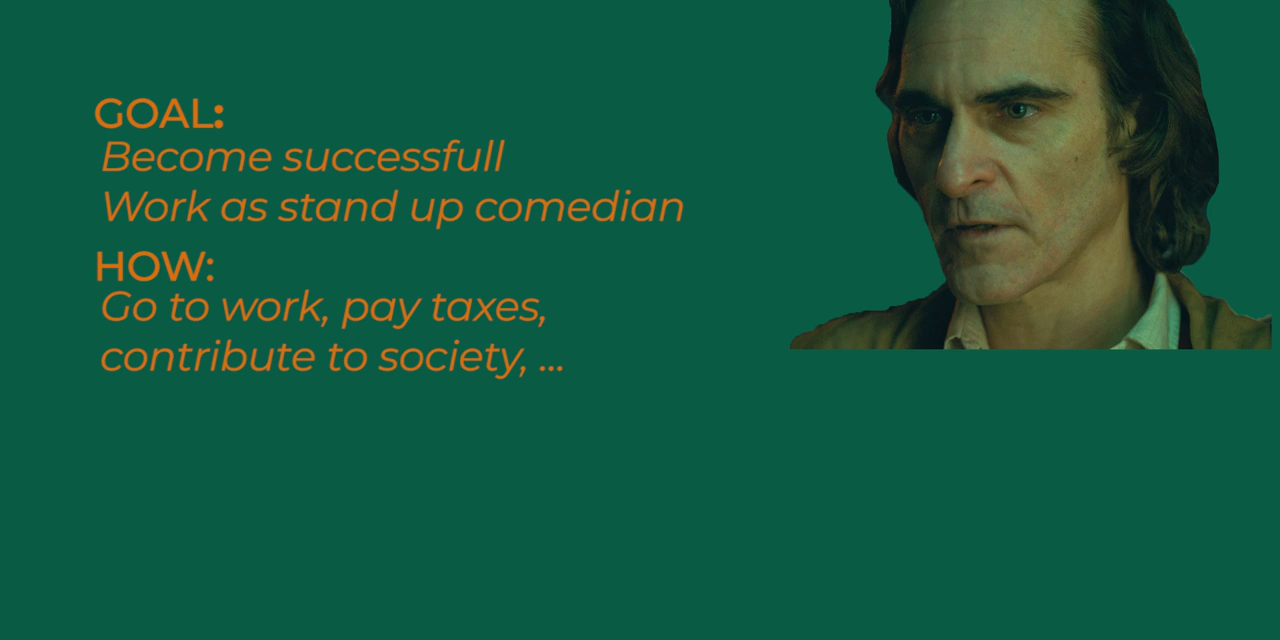 GOAL:
Become successfull
Work as stand up comedian
HOW:
Go to work, pay taxes,
contribute to society, ...